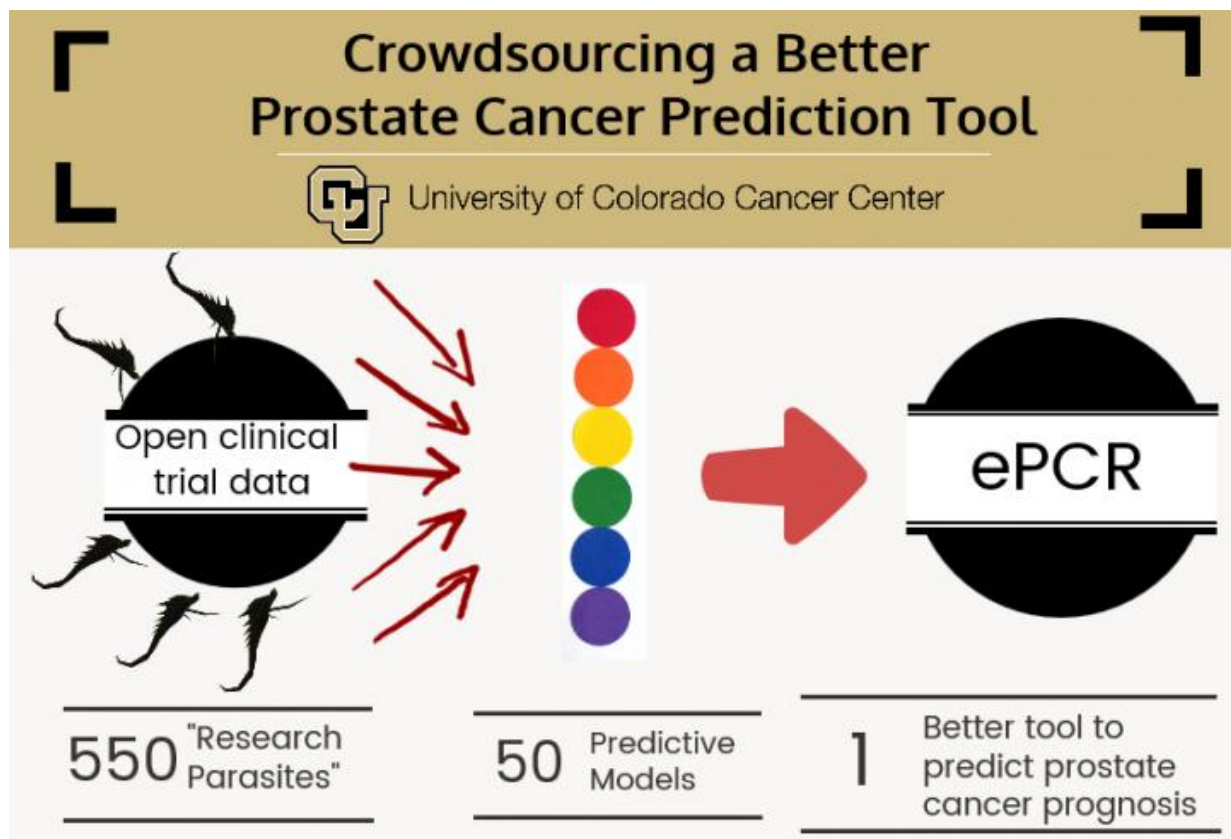 Crowdsourcing a Better
Prostate Cancer Prediction Tool
CU University of Colorado Cancer Center
Open clinical
trial data
ePCR
550 "Research
Parasites"
50 Predictive
Models
1 Better tool to
predict prostate
cancer prognosis